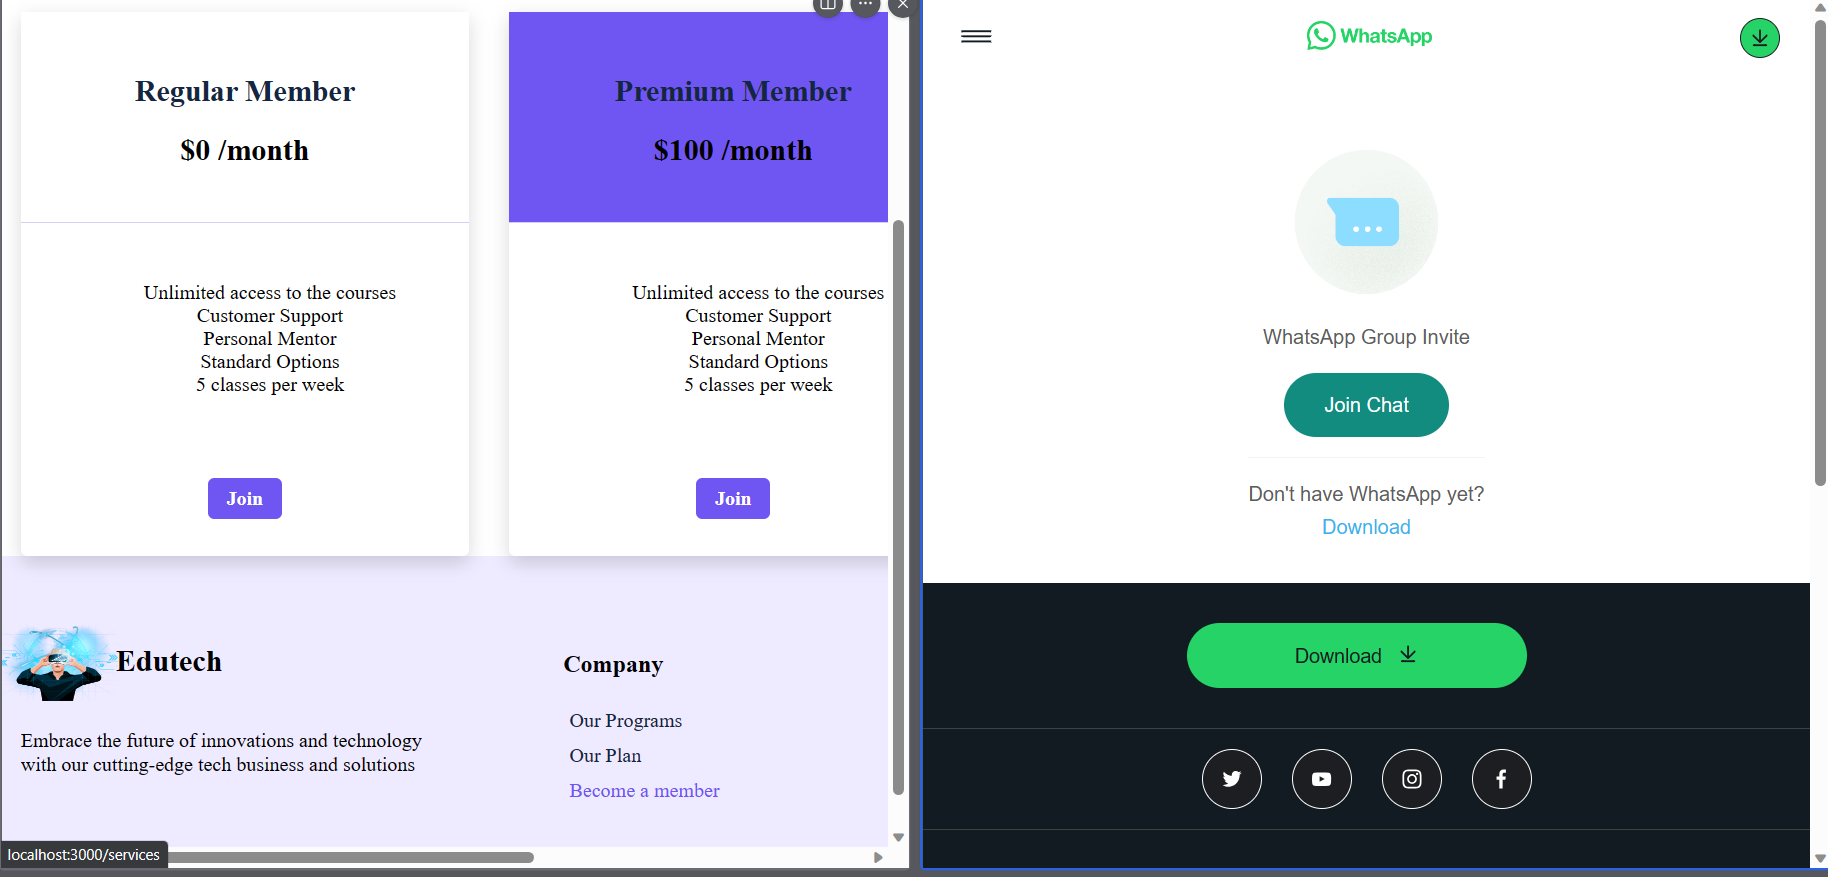 Regular Member
$0 /month
Unlimited access to the courses
Customer Support
Personal Mentor
Standard Options
5 classes per week
Join
Premium Member
$100 /month
Unlimited access to the courses
Customer Support
Personal Mentor
Standard Options
5 classes per week
Join
Edutech
Embrace the future of innovations and technology
with our cutting-edge tech business and solutions
Company
Our Programs
Our Plan
Become a member
localhost:3000/services
WhatsApp
WhatsApp Group Invite
Join Chat
Don't have WhatsApp yet?
Download
Download